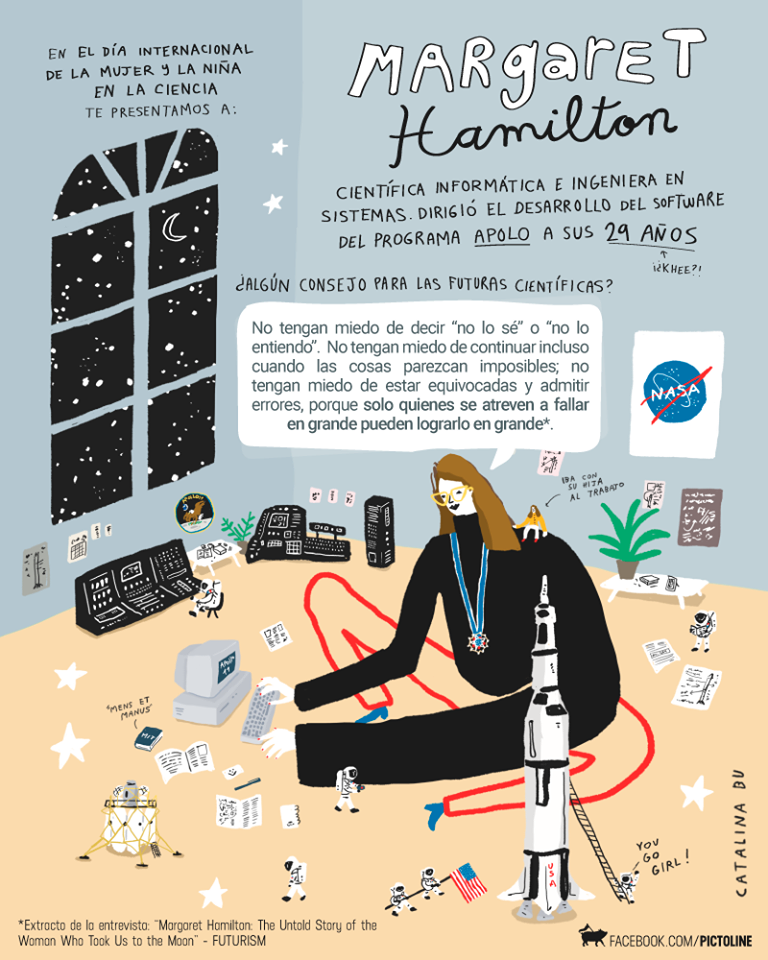 EN EL DÍA INTERNACIONAL
DE LA MUJER Y LA NIÑA
EN LA CIENCIA
TE PRESENTAMOS A:
MARgaRET
Hamilton
CIENTÍFICA INFORMÁTICA E INGENIERA EN
SISTEMAS. DIRIGIÓ EL DESARROLLO DEL SOFTWARE
DEL PROGRAMA APOLO A SUS 29 AÑOS
¡¿KHEE?!
¿ALGÚN CONSEJO PARA LAS FUTURAS CIENTÍFICAS?
No tengan miedo de decir “no lo sé” o “no lo
entiendo”. No tengan miedo de continuar incluso
cuando las cosas parezcan imposibles; no
tengan miedo de estar equivocadas y admitir
errores, porque solo quienes se atreven a fallar
en grande pueden lograrlo en grande*.
NASA
IBA CON
SU HIJA
AL TRABAJO
APOLLO
11
"MENS ET
MANUS"
MIT
USA
YOU
GO
GIRL!
CATALINA BU
*Extracto de la entrevista: "Margaret Hamilton: The Untold Story of the
Woman Who Took Us to the Moon" - FUTURISM
FACEBOOK.COM/PICTOLINE